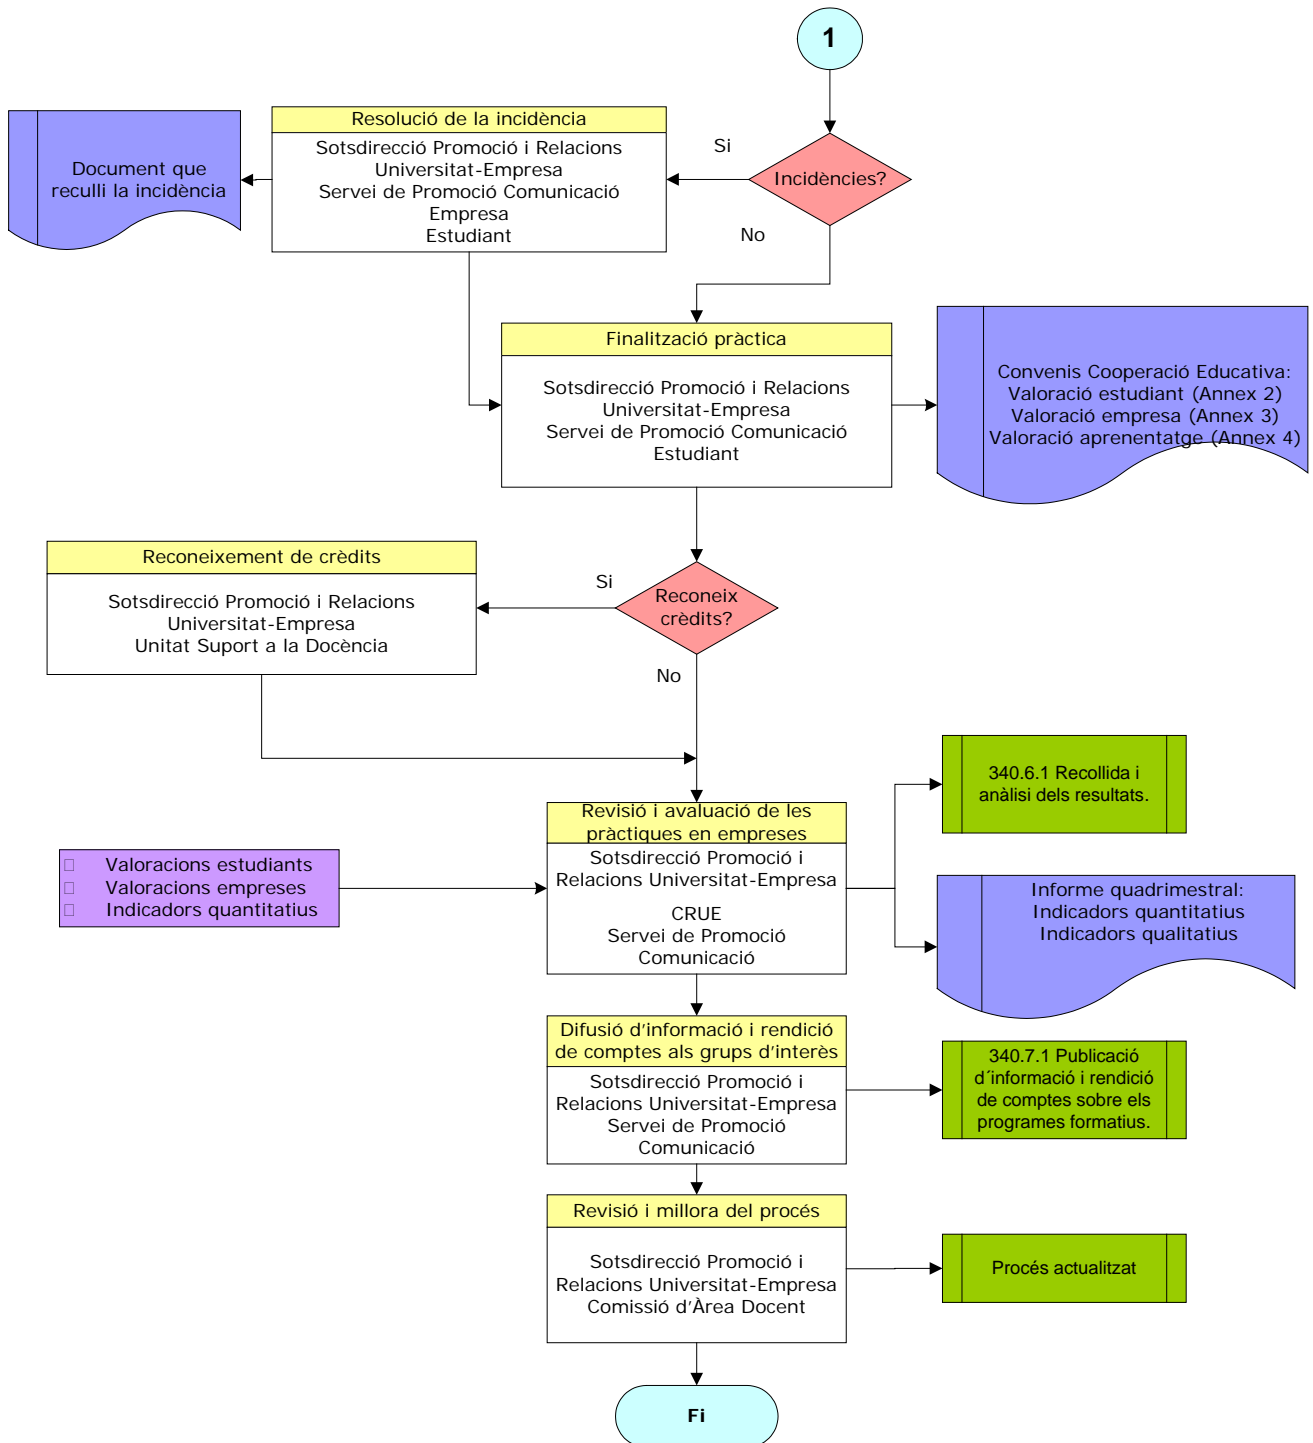 1
Resolució de la incidència
Sotsdirecció Promoció i Relacions
Universitat-Empresa
Servei de Promoció Comunicació
Empresa
Estudiant
Document que
reculli la incidència
Si
Incidències?
No
Finalització pràctica
Sotsdirecció Promoció i Relacions
Universitat-Empresa
Servei de Promoció Comunicació
Estudiant
Convenis Cooperació Educativa:
Valoració estudiant (Annex 2)
Valoració empresa (Annex 3)
Valoració aprenentatge (Annex 4)
Reconeixement de crèdits
Sotsdirecció Promoció i Relacions
Universitat-Empresa
Unitat Suport a la Docència
Si
Reconeix
crèdits?
No
340.6.1 Recollida i
anàlisi dels resultats.
Revisió i avaluació de les
pràctiques en empreses
Sotsdirecció Promoció i
Relacions Universitat-Empresa
CRUE
Servei de Promoció
Comunicació
Valoracions estudiants
Valoracions empreses
Indicadors quantitatius
Informe quadrimestral:
Indicadors quantitatius
Indicadors qualitatius
Difusió d’informació i rendició
de comptes als grups d’interès
Sotsdirecció Promoció i
Relacions Universitat-Empresa
Servei de Promoció
Comunicació
340.7.1 Publicació
d´informació i rendició
de comptes sobre els
programes formatius.
Revisió i millora del procés
Sotsdirecció Promoció i
Relacions Universitat-Empresa
Comissió d’Àrea Docent
Procés actualitzat
Fi